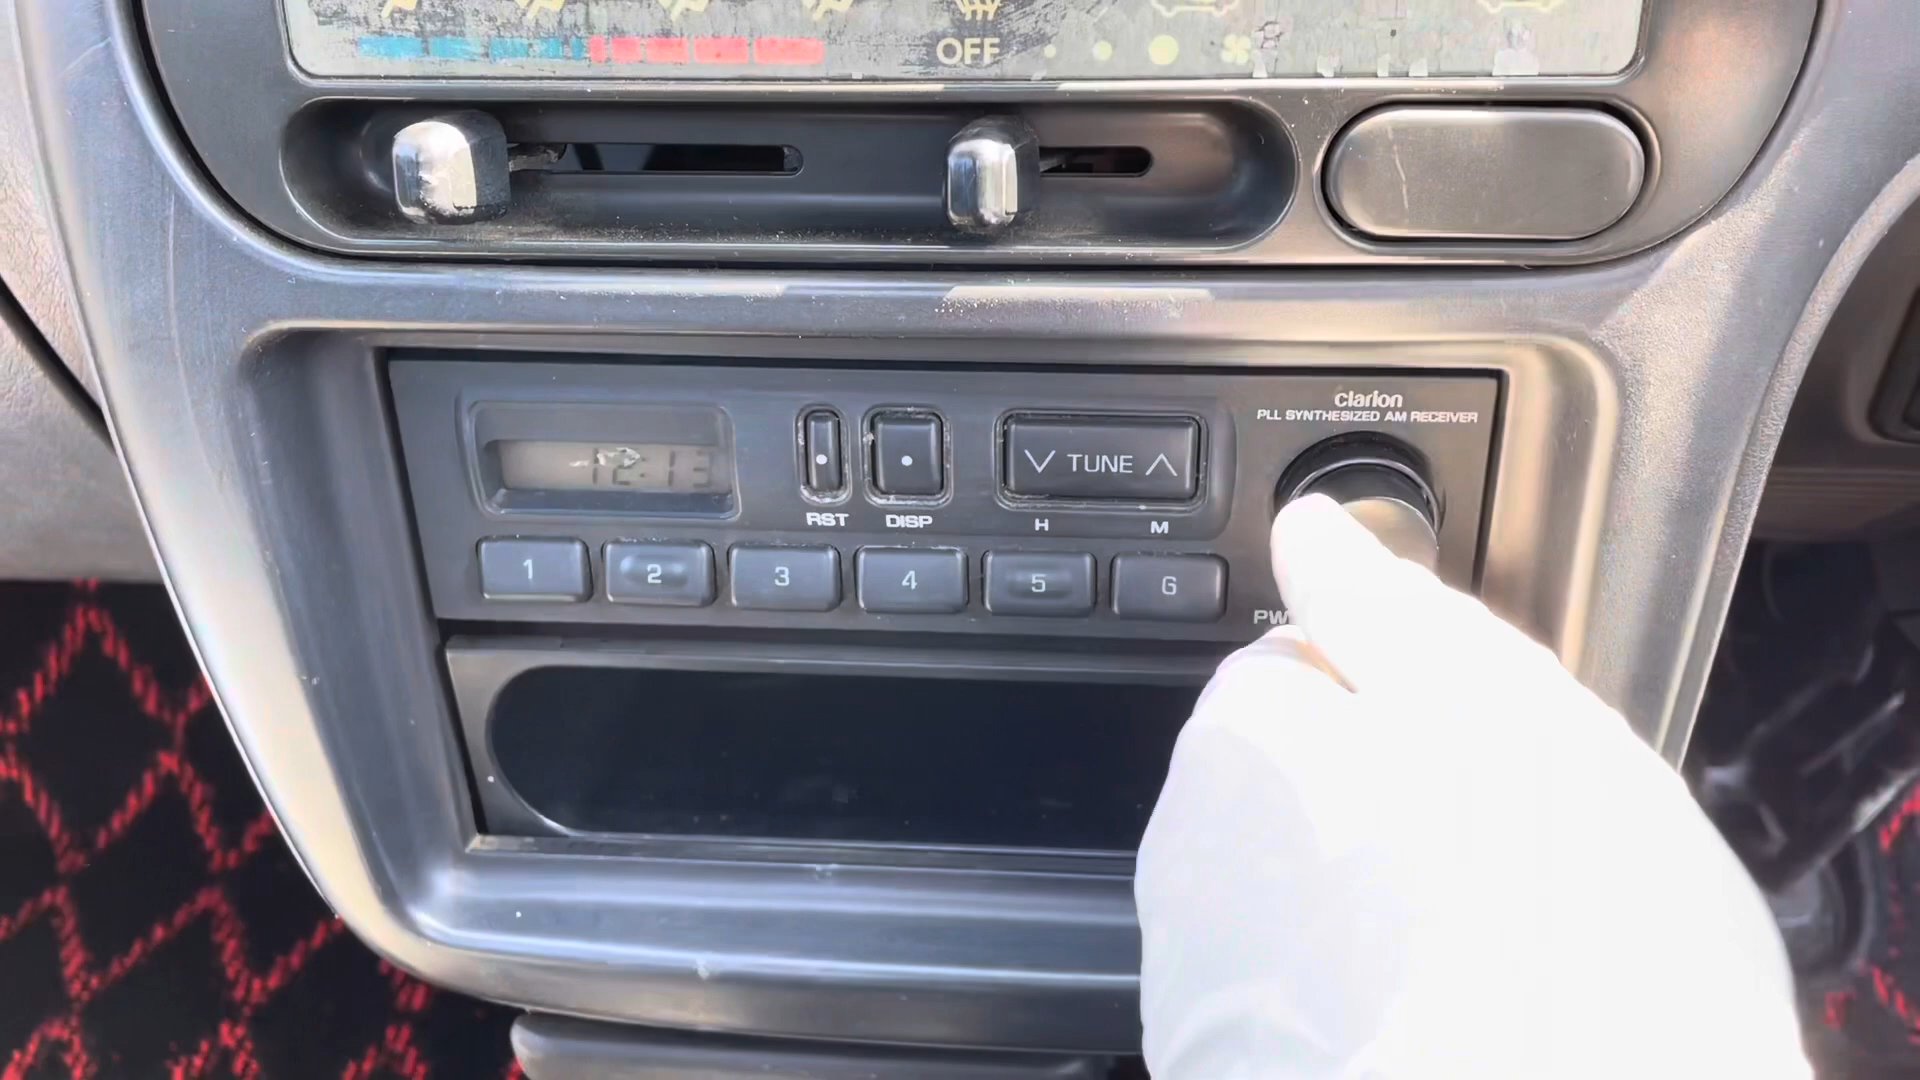 OFF
clarion
PLL SYNTHESIZED AM RECEIVER
12:13
TUNE
RST
DISP
H
M
1
2
3
4
5
6